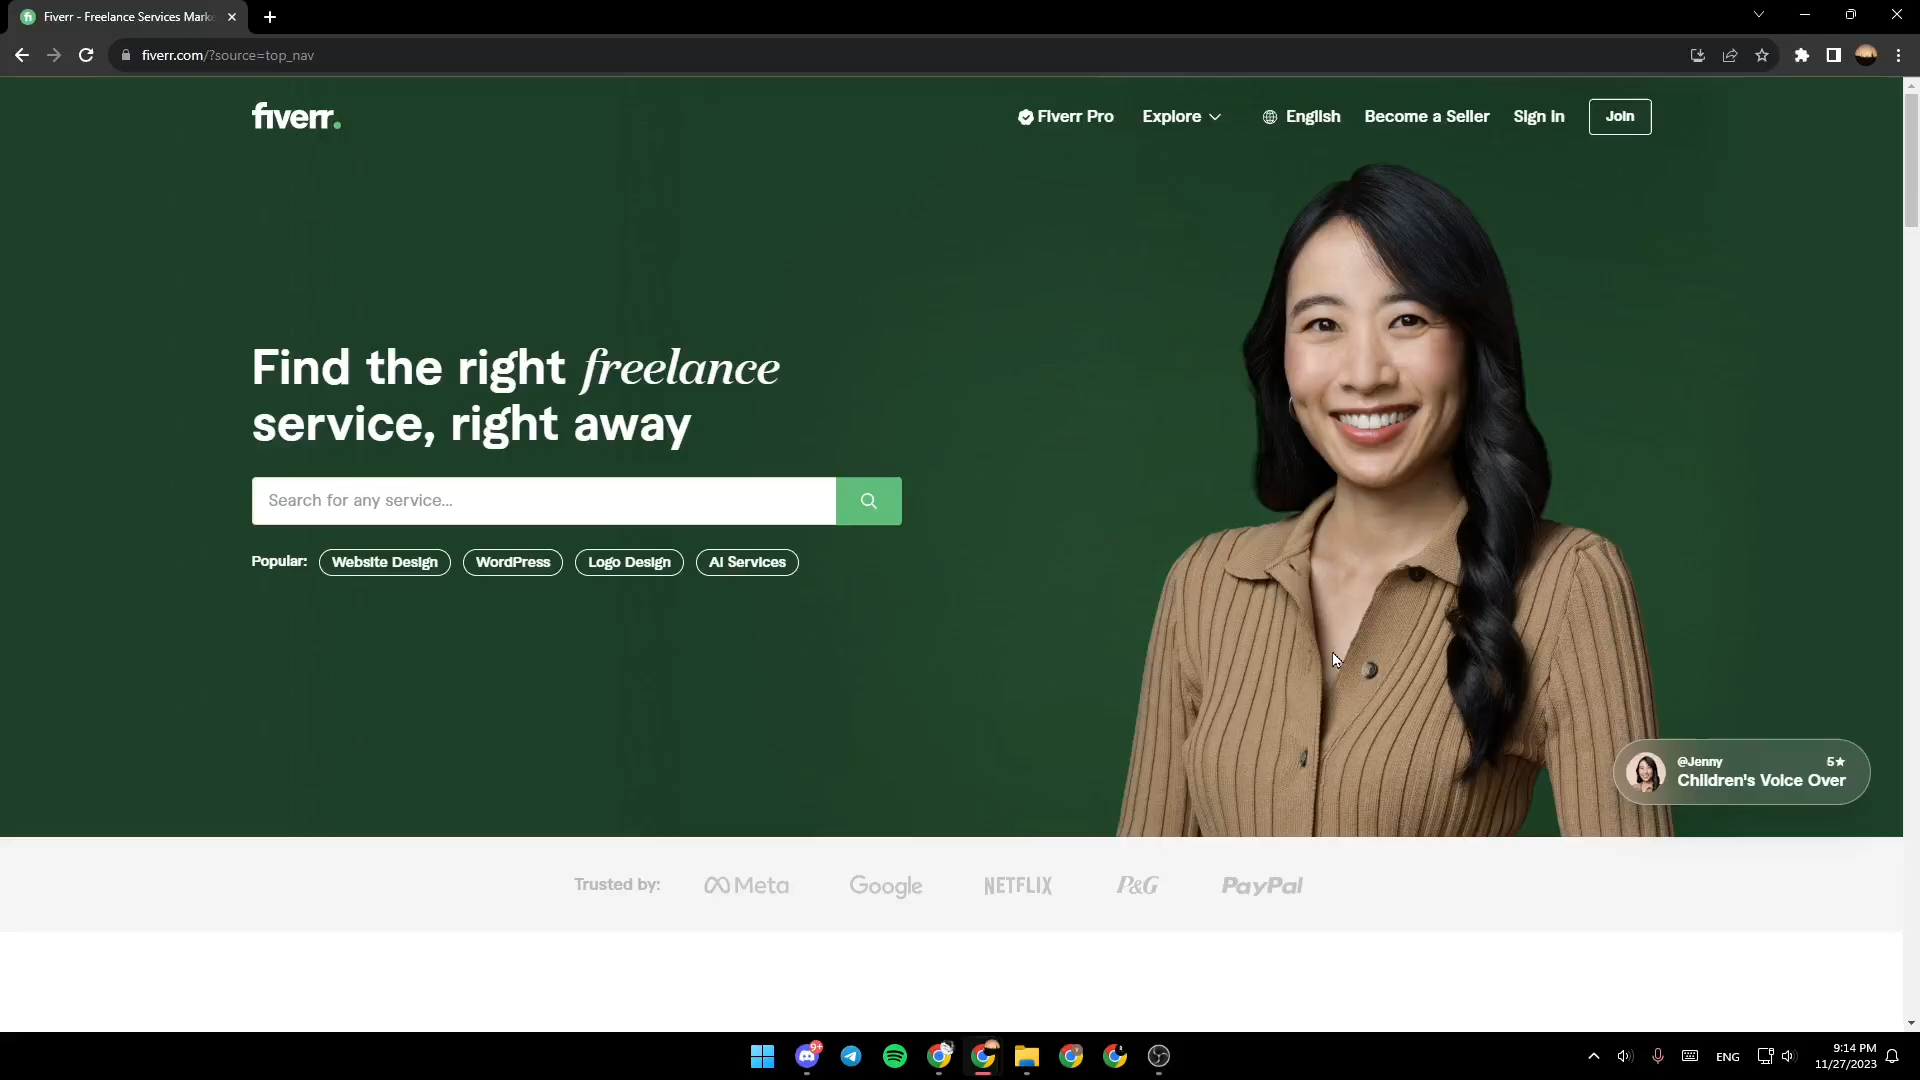 Fiverr - Freelance Services Mark
fiverr.com/?source=top_nav
fiverr.
Fiverr Pro
Explore
English
Become a Seller
Sign in
Join
Find the right freelance
service, right away
Search for any service...
Popular:
Website Design
WordPress
Logo Design
AI Services
@Jenny
5★
Children's Voice Over
Trusted by:
Meta
Google
NETFLIX
P&G
PayPal
9+
ENG
9:14 PM
11/27/2023